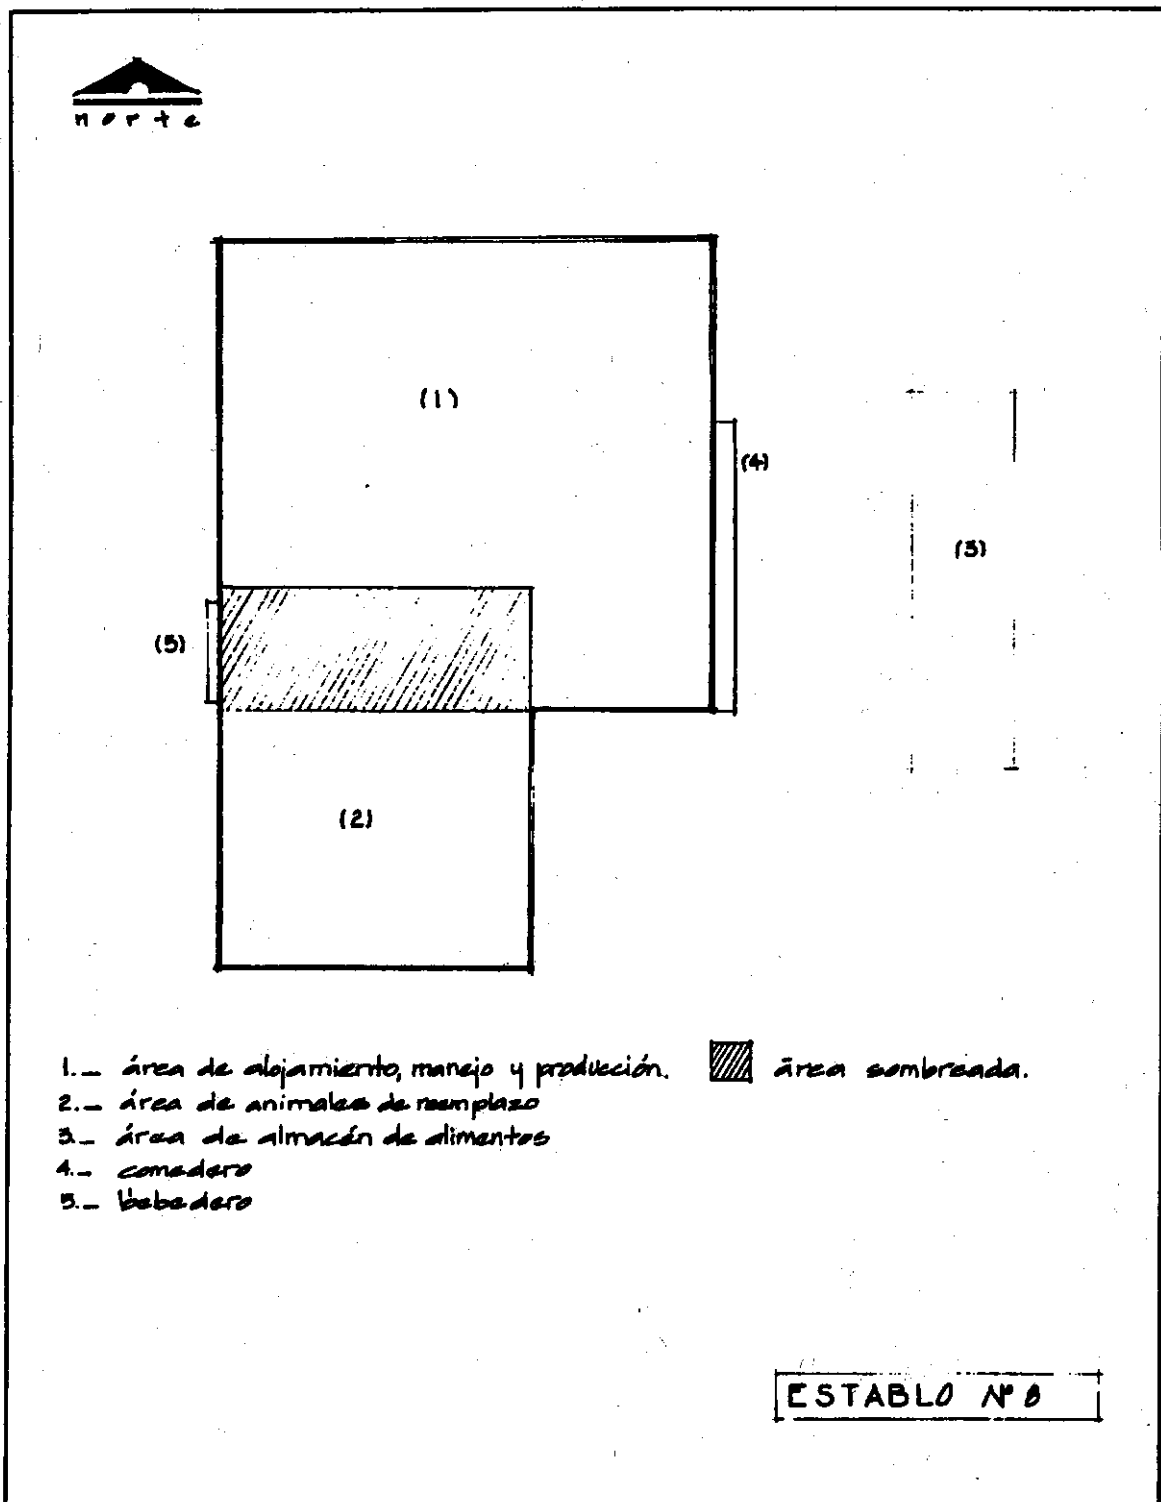 norte
(1)
(4)
(3)
(5)
(2)
1.- área de alojamiento, manejo y producción.
área sombreada.
2.- área de animales de reemplazo
3.- área de almacén de alimentos
4.- comedero
5.- bebedero
ESTABLO Nº 8